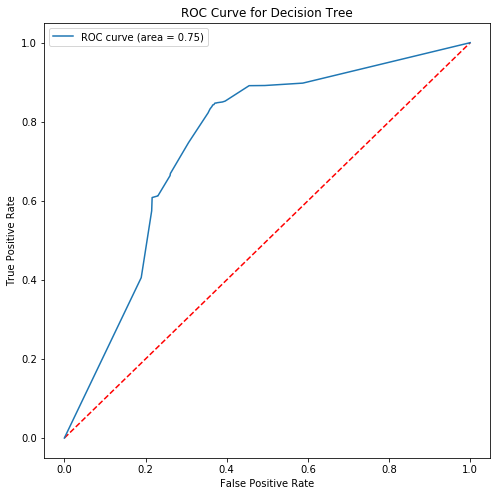 ROC Curve for Decision Tree
ROC curve (area = 0.75)
1.0
0.8
0.6
0.4
0.2
0.0
True Positive Rate
0.0 0.2 0.4 0.6 0.8 1.0
False Positive Rate